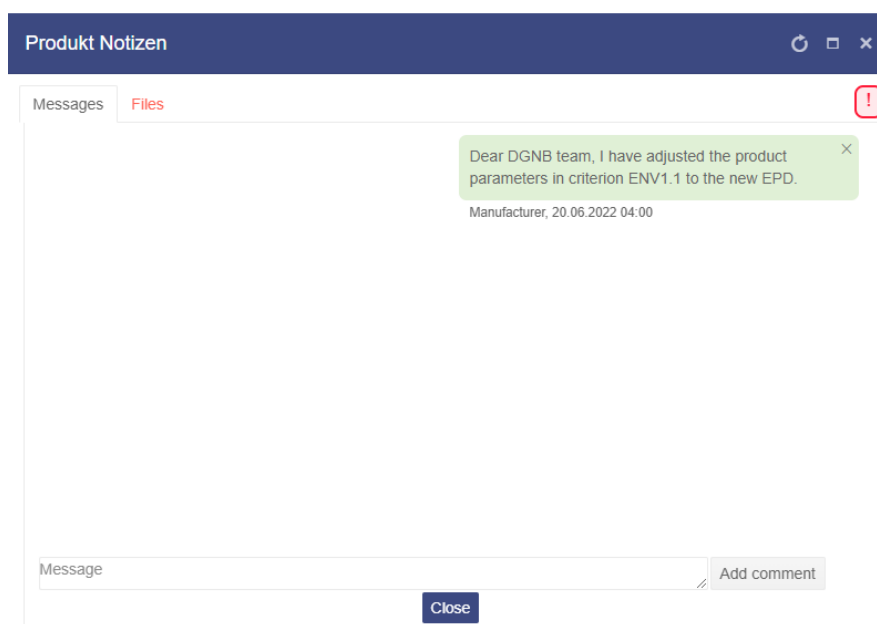 Produkt Notizen
Messages
Files
!
Dear DGNB team, I have adjusted the product
parameters in criterion ENV1.1 to the new EPD.
Manufacturer, 20.06.2022 04:00
Message
Add comment
Close